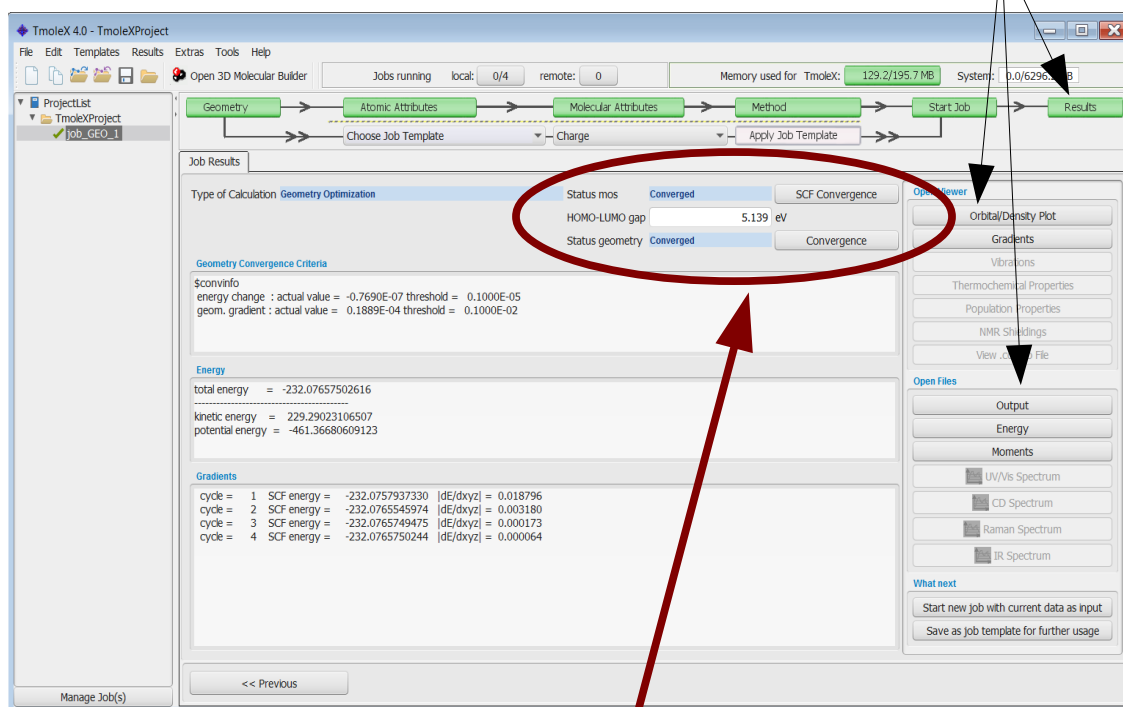 TmoleX 4.0 - TmoleXProject
File Edit Templates Results Extras Tools Help
Open 3D Molecular Builder Jobs running local: 0/4 remote: 0 Memory used for TmoleX: 129.2/195.7 MB System:
ProjectList
TmoleXProject
job_GEO_1
Geometry Atomic Attributes Molecular Attributes Method Start Job Results
Choose Job Template Charge Apply Job Template
Job Results
Type of Calculation Geometry Optimization
Status mos Converged SCF Convergence
HOMO-LUMO gap 5.139 eV
Status geometry Converged Convergence
Geometry Convergence Criteria
$convinfo
energy change : actual value = -0.7690E-07 threshold = 0.1000E-05
geom. gradient : actual value = 0.1889E-04 threshold = 0.1000E-02
Energy
total energy = -232.07657502616
------------------------------------------
kinetic energy = 229.29023106507
potential energy = -461.36680609123
Gradients
cycle = 1 SCF energy = -232.0757937330 |dE/dxyz| = 0.018796
cycle = 2 SCF energy = -232.0765545974 |dE/dxyz| = 0.003180
cycle = 3 SCF energy = -232.0765749475 |dE/dxyz| = 0.000173
cycle = 4 SCF energy = -232.0765750244 |dE/dxyz| = 0.000064
Open Viewer
Orbital/Density Plot
Gradients
Vibrations
Thermochemical Properties
Population Properties
NMR Shieldings
View File
Open Files
Output
Energy
Moments
UV/Vis Spectrum
CD Spectrum
Raman Spectrum
IR Spectrum
What next
Start new job with current data as input
Save as job template for further usage
<< Previous
Manage Job(s)